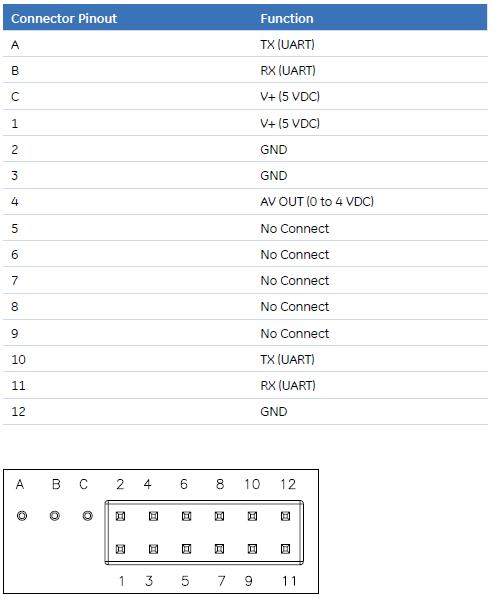 Connector Pinout Function
A TX (UART)
B RX (UART)
C V+ (5 VDC)
1 V+ (5 VDC)
2 GND
3 GND
4 AV OUT (0 to 4 VDC)
5 No Connect
6 No Connect
7 No Connect
8 No Connect
9 No Connect
10 TX (UART)
11 RX (UART)
12 GND
A B C 2 4 6 8 10 12
1 3 5 7 9 11